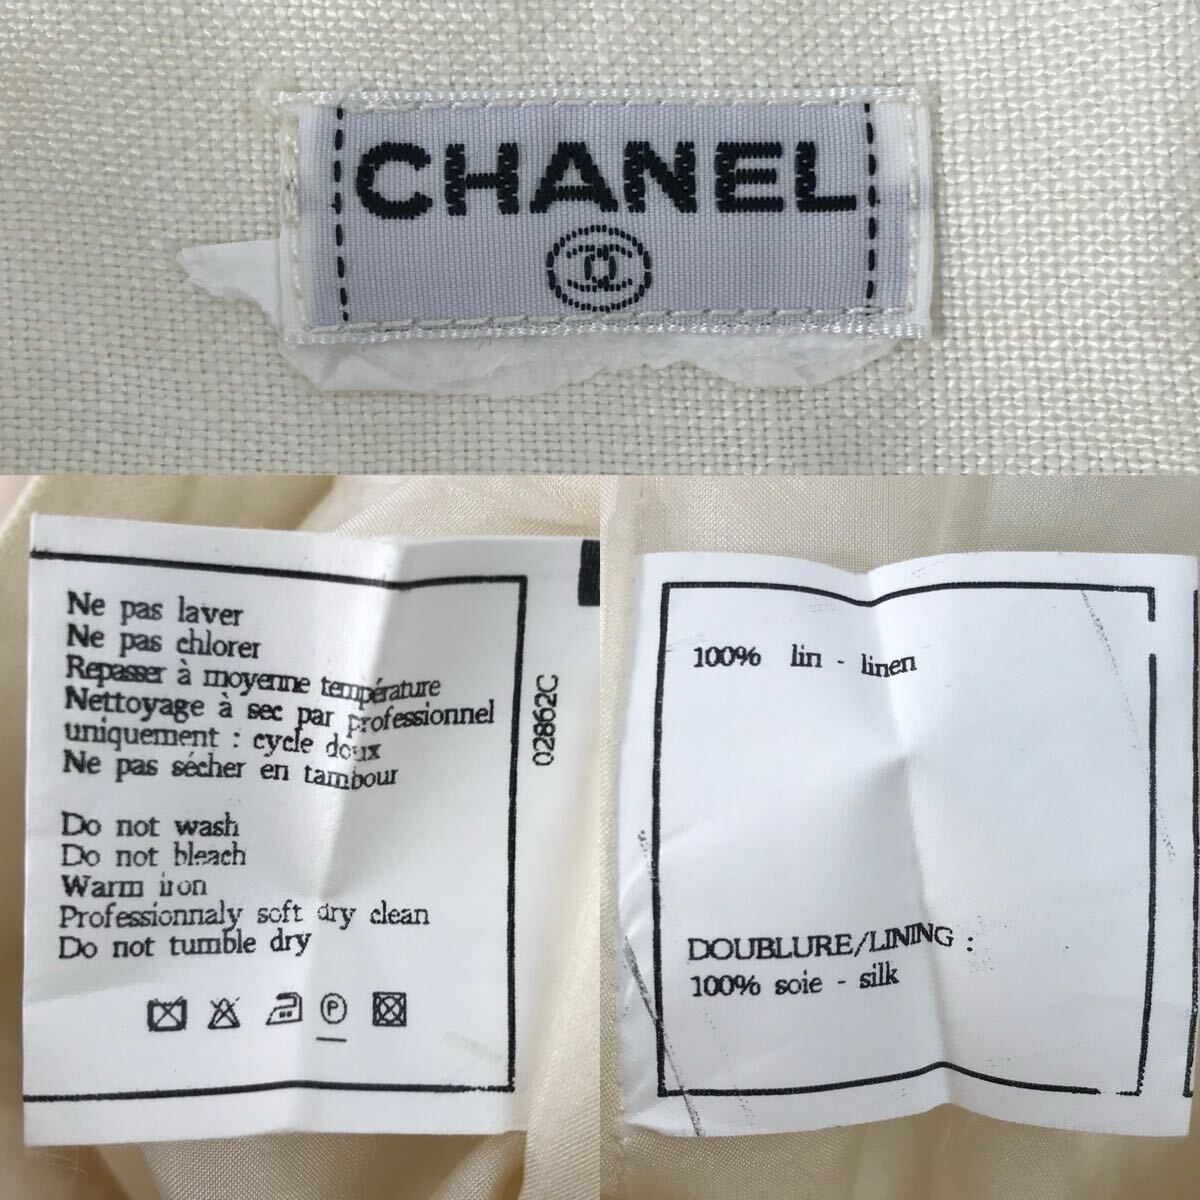 CHANEL
Ne pas laver
Ne pas chlorer
Repasser à moyenne température
Nettoyage à sec par professionnel
uniquement : cycle doux
Ne pas sécher en tambour
Do not wash
Do not bleach
Warm iron
Professionnaly soft dry clean
Do not tumble dry
P
02862C
100% lin - linen
DOUBLURE/LINING :
100% soie - silk